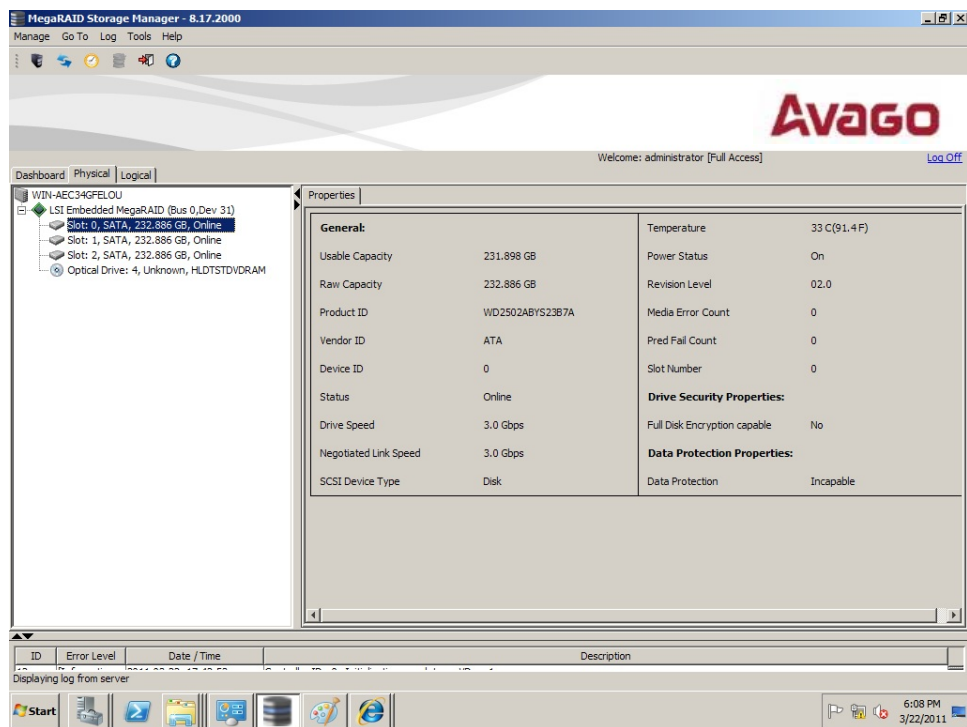 MegaRAID Storage Manager - 8.17.2000
Manage Go To Log Tools Help
Avago
Welcome: administrator [Full Access]
Log Off
Dashboard Physical Logical
WIN-AEC34GFELOU
LSI Embedded MegaRAID (Bus 0,Dev 31)
Slot: 0, SATA, 232.886 GB, Online
Slot: 1, SATA, 232.886 GB, Online
Slot: 2, SATA, 232.886 GB, Online
Optical Drive: 4, Unknown, HLDTSTDVDRAM
Properties
General:
Usable Capacity 231.898 GB
Raw Capacity 232.886 GB
Product ID WD2502ABYS23B7A
Vendor ID ATA
Device ID 0
Status Online
Drive Speed 3.0 Gbps
Negotiated Link Speed 3.0 Gbps
SCSI Device Type Disk
Temperature 33 C(91.4 F)
Power Status On
Revision Level 02.0
Media Error Count 0
Pred Fail Count 0
Slot Number 0
Drive Security Properties:
Full Disk Encryption capable No
Data Protection Properties:
Data Protection Incapable
ID Error Level Date / Time Description
Displaying log from server
Start
6:08 PM
3/22/2011